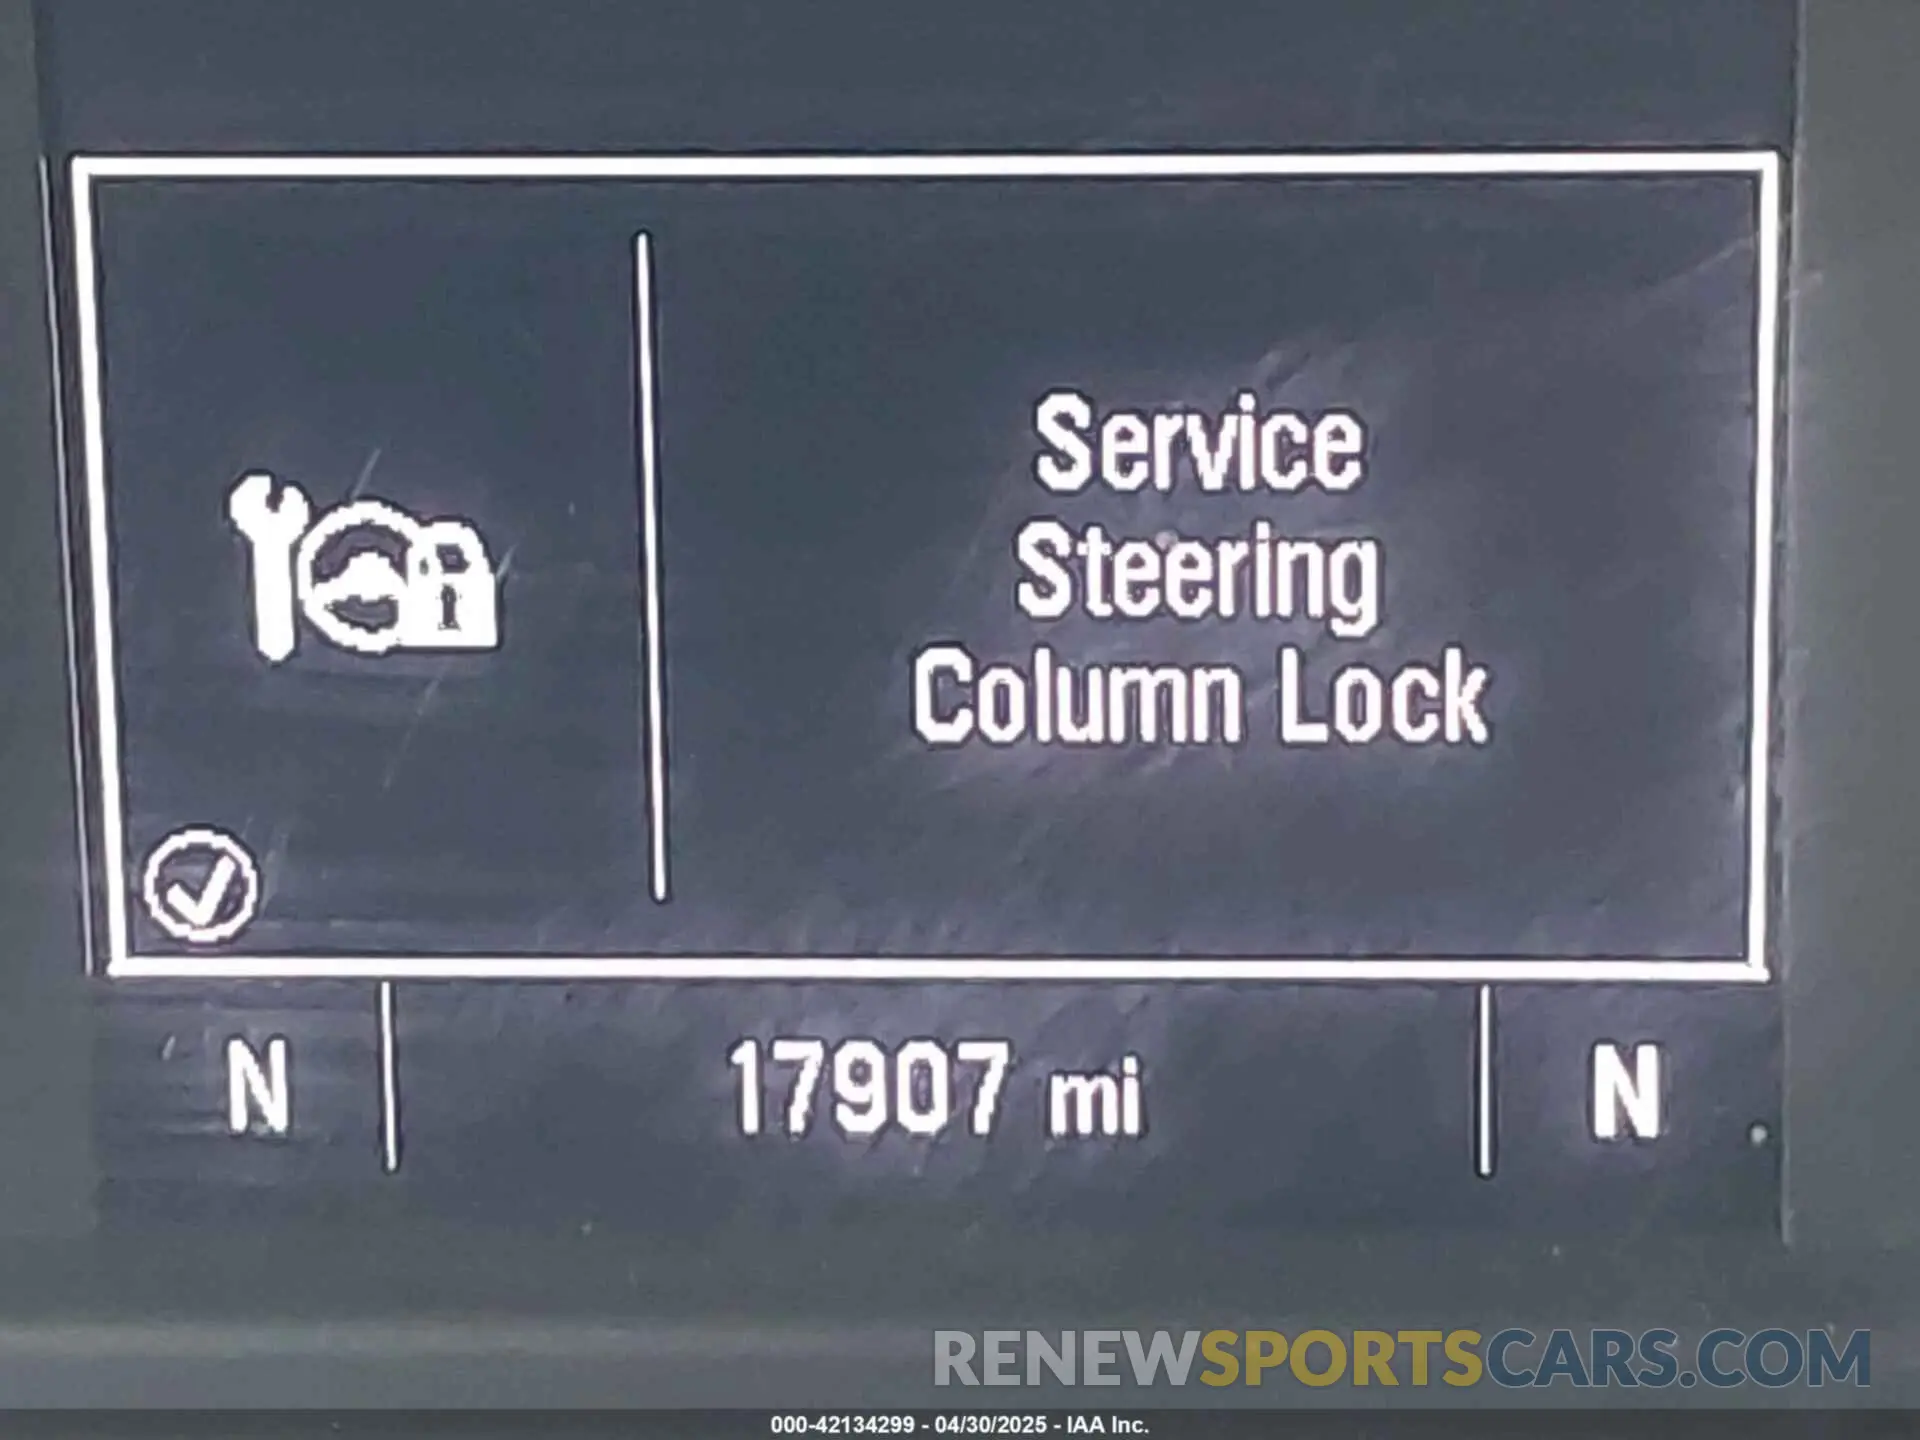 Service
Steering
Column Lock
N 17907 mi N
RENEWSPORTSCARS.COM
000-42134299 - 04/30/2025 - IAA Inc.